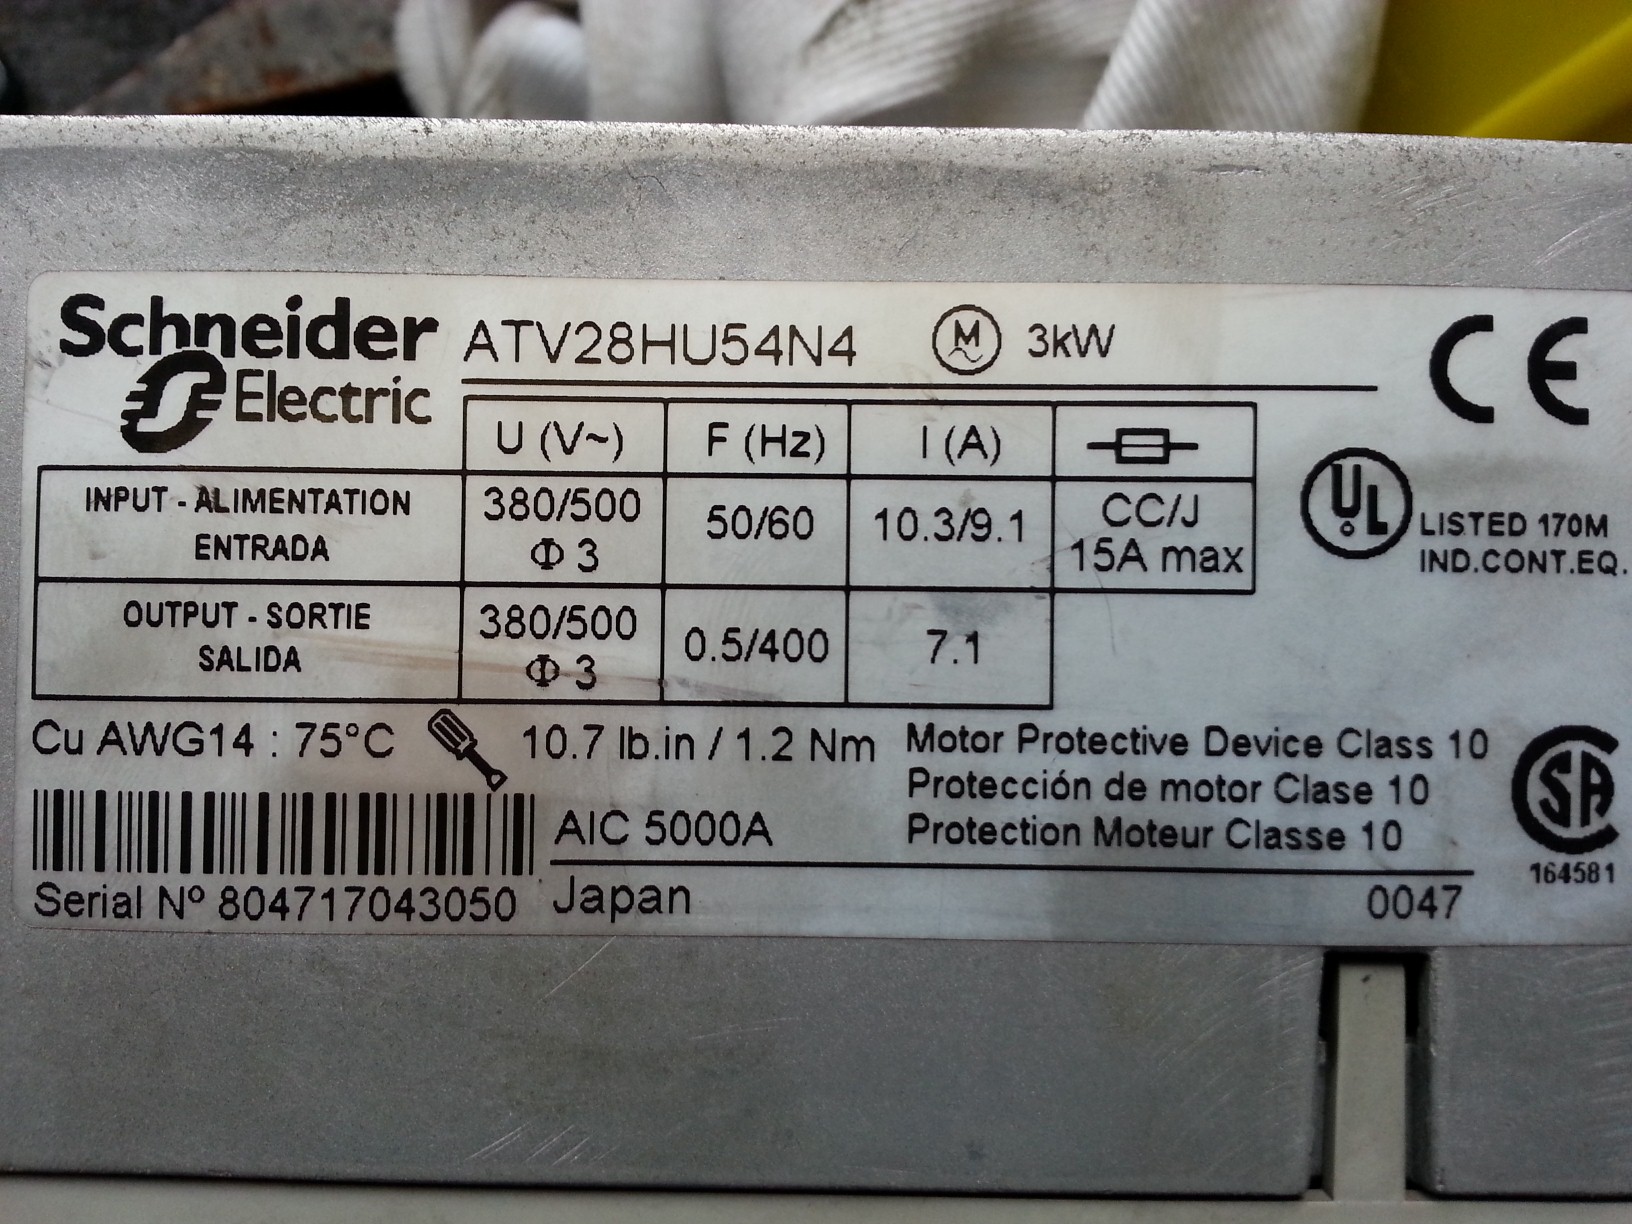 Schneider Electric
ATV28HU54N4 M 3kW
CE
U (V~) F (Hz) I (A)
INPUT - ALIMENTATION
ENTRADA
380/500
Φ 3
50/60
10.3/9.1
CC/J
15A max
UL LISTED 170M
IND.CONT.EQ.
OUTPUT - SORTIE
SALIDA
380/500
Φ 3
0.5/400
7.1
Cu AWG14 : 75°C 10.7 lb.in / 1.2 Nm
Motor Protective Device Class 10
Protección de motor Clase 10
Protection Moteur Classe 10
SA
164581
AIC 5000A
Serial Nº 804717043050
Japan
0047